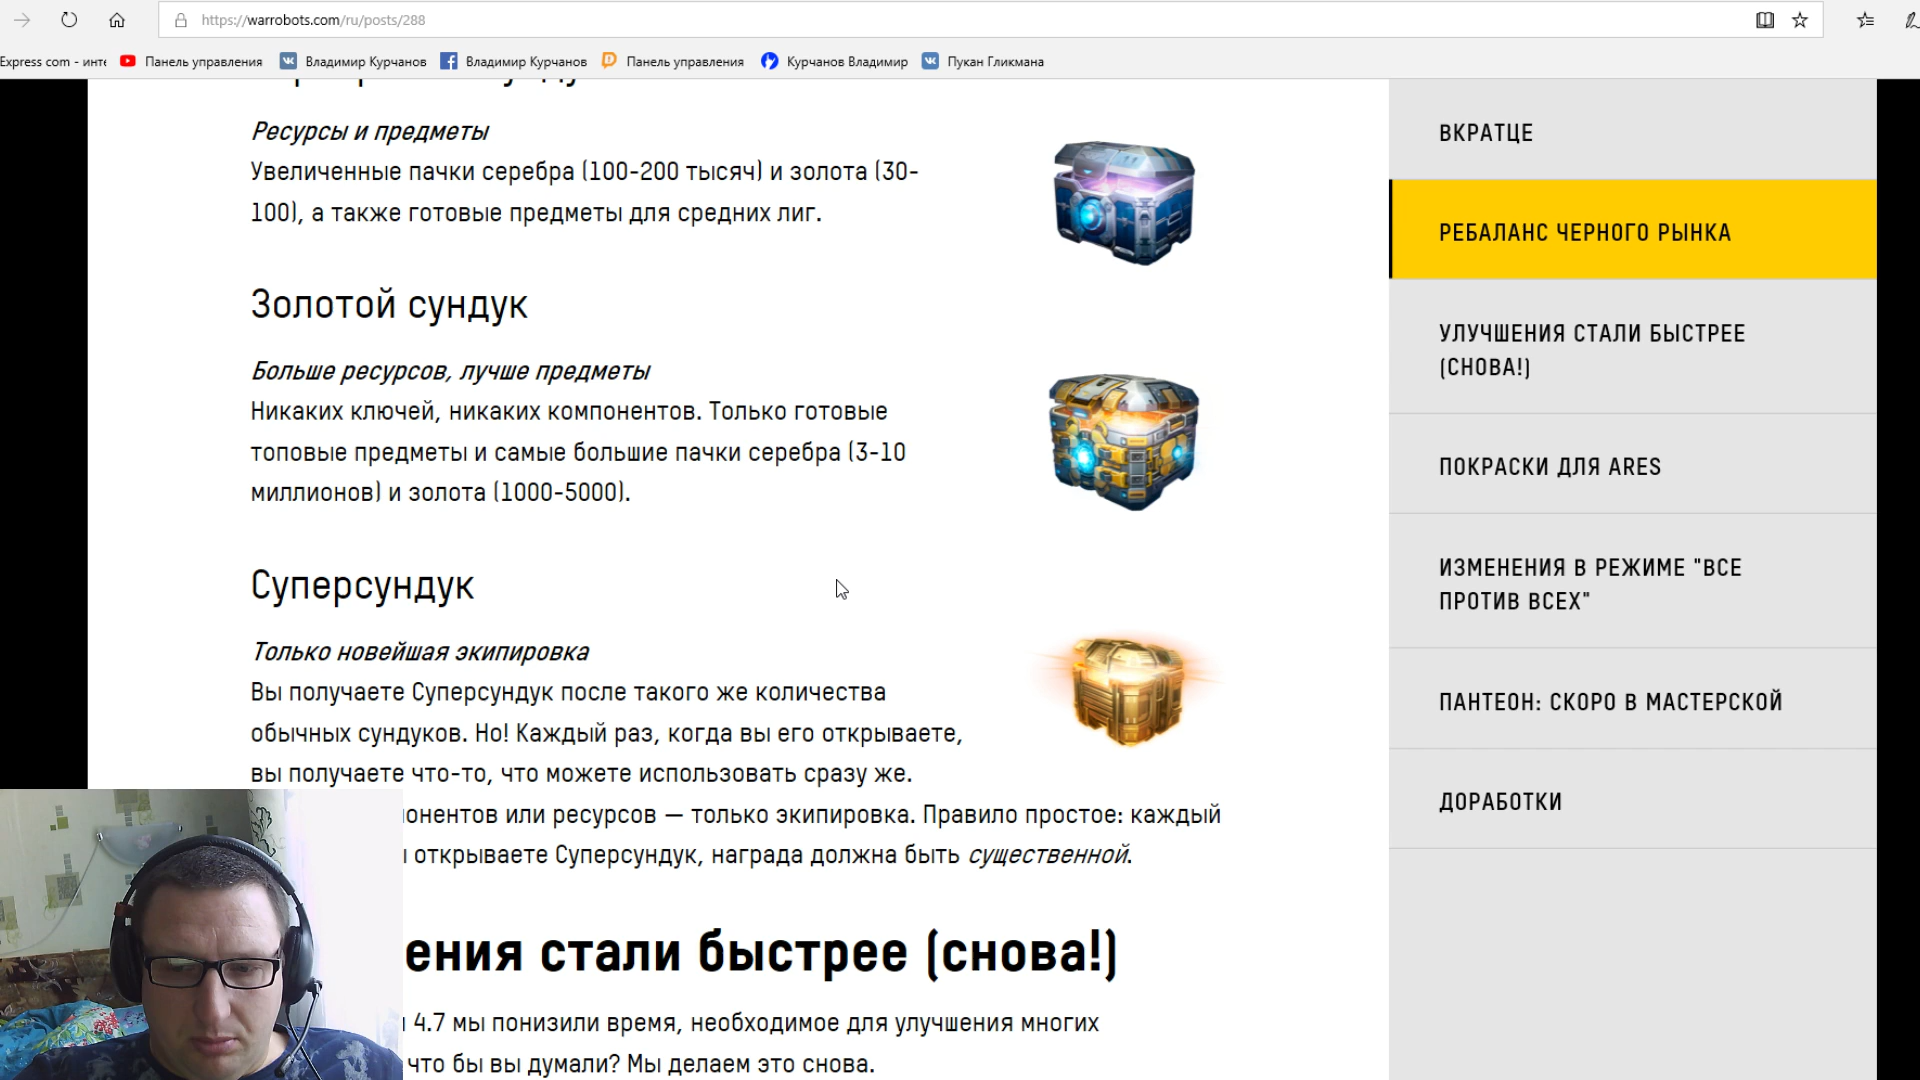 https://warrobots.com/ru/posts/288
Express com - инте
Панель управления
Владимир Курчанов
Владимир Курчанов
Панель управления
Курчанов Владимир
Пукан Гликмана
Ресурсы и предметы
Увеличенные пачки серебра (100-200 тысяч) и золота (30-
100), а также готовые предметы для средних лиг.
Золотой сундук
Больше ресурсов, лучше предметы
Никаких ключей, никаких компонентов. Только готовые
топовые предметы и самые большие пачки серебра (3-10
миллионов) и золота (1000-5000).
Суперсундук
Только новейшая экипировка
Вы получаете Суперсундук после такого же количества
обычных сундуков. Но! Каждый раз, когда вы его открываете,
вы получаете что-то, что можете использовать сразу же.
онентов или ресурсов — только экипировка. Правило простое: каждый
открываете Суперсундук, награда должна быть существенной.
ения стали быстрее (снова!)
4.7 мы понизили время, необходимое для улучшения многих
что бы вы думали? Мы делаем это снова.
ВКРАТЦЕ
РЕБАЛАНС ЧЕРНОГО РЫНКА
УЛУЧШЕНИЯ СТАЛИ БЫСТРЕЕ
(СНОВА!)
ПОКРАСКИ ДЛЯ ARES
ИЗМЕНЕНИЯ В РЕЖИМЕ "ВСЕ
ПРОТИВ ВСЕХ"
ПАНТЕОН: СКОРО В МАСТЕРСКОЙ
ДОРАБОТКИ